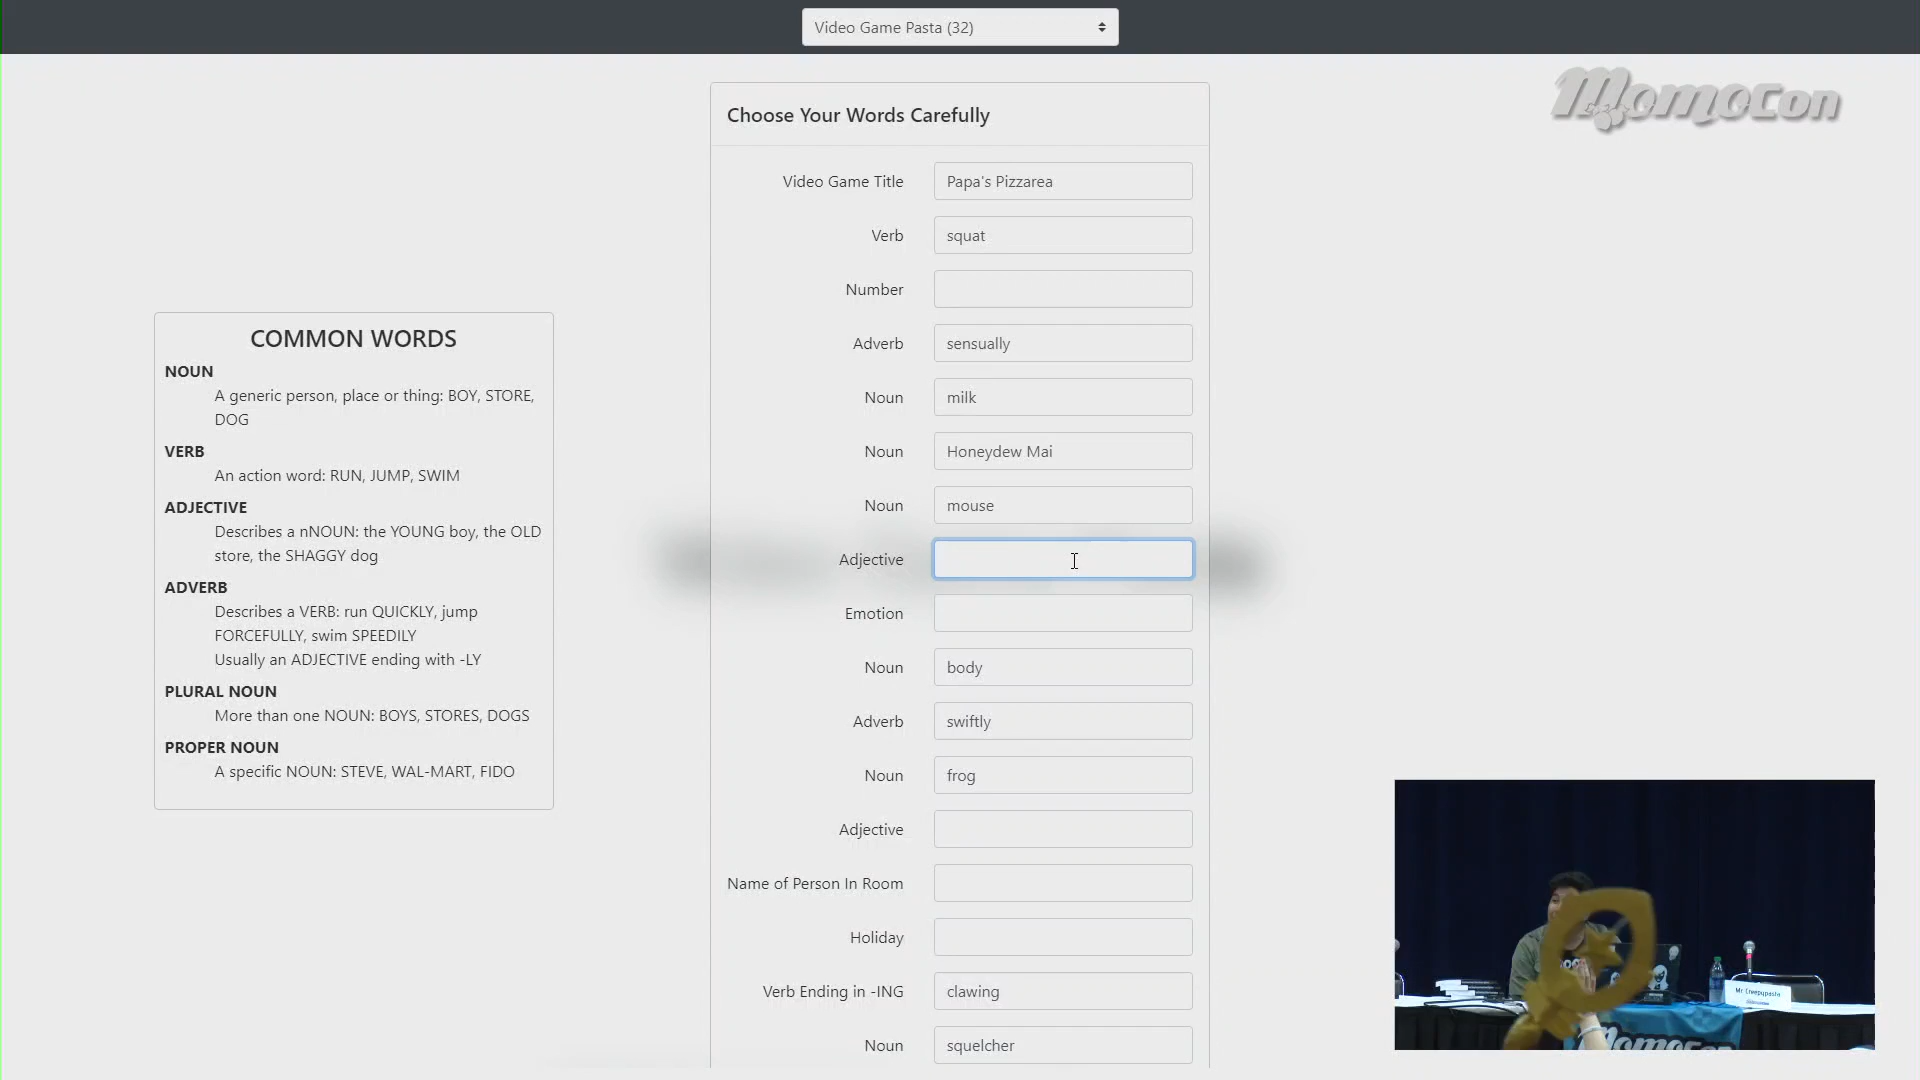 Video Game Pasta (32)
MomoCon
Choose Your Words Carefully
Video Game Title Papa's Pizzarea
Verb squat
Number
Adverb sensually
Noun milk
Noun Honeydew Mai
Noun mouse
Adjective
Emotion
Noun body
Adverb swiftly
Noun frog
Adjective
Name of Person In Room
Holiday
Verb Ending in -ING clawing
Noun squelcher
COMMON WORDS
NOUN
A generic person, place or thing: BOY, STORE,
DOG
VERB
An action word: RUN, JUMP, SWIM
ADJECTIVE
Describes a nNOUN: the YOUNG boy, the OLD
store, the SHAGGY dog
ADVERB
Describes a VERB: run QUICKLY, jump
FORCEFULLY, swim SPEEDILY
Usually an ADJECTIVE ending with -LY
PLURAL NOUN
More than one NOUN: BOYS, STORES, DOGS
PROPER NOUN
A specific NOUN: STEVE, WAL-MART, FIDO
Mr Creepypasta
MomoCon